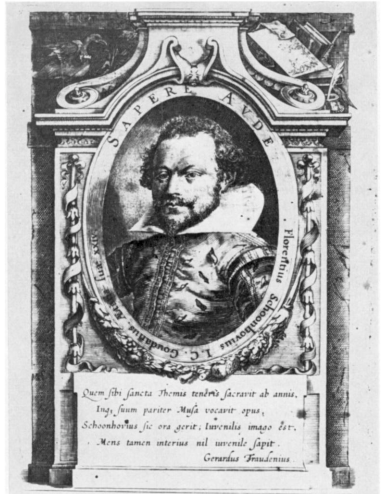 SAPERE AVDE
Florentius Schoonhovius I.C. Goudanus
Quem sibi sancta Themis teneris sacravit ab annis,
Inq; suum pariter Musa vocavit opus,
Schoonhovius sic ora gerit; Iuvenilis imago est,
Mens tamen interius nil iuvenile sapit.
Gerardus Traudenius